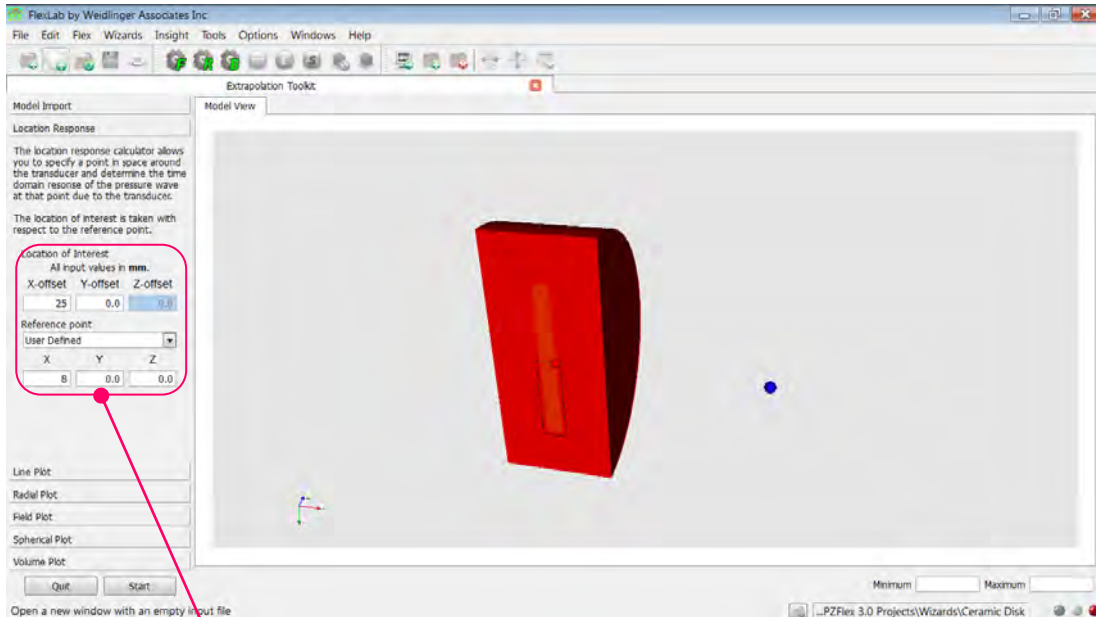 FlexLab by Weidlinger Associates Inc
File Edit Flex Wizards Insight Tools Options Windows Help
Extrapolation Toolkit
Model Import
Model View
Location Response
The location response calculator allows
you to specify a point in space around
the transducer and determine the time
domain resonse of the pressure wave
at that point due to the transducer.
The location of interest is taken with
respect to the reference point.
Location of Interest
All input values in mm.
X-offset Y-offset Z-offset
25 0.0 0.0
Reference point
User Defined
X Y Z
8 0.0 0.0
Line Plot
Radial Plot
Field Plot
Spherical Plot
Volume Plot
Quit Start
Minimum Maximum
Open a new window with an empty input file
...PZFlex 3.0 Projects\Wizards\Ceramic Disk